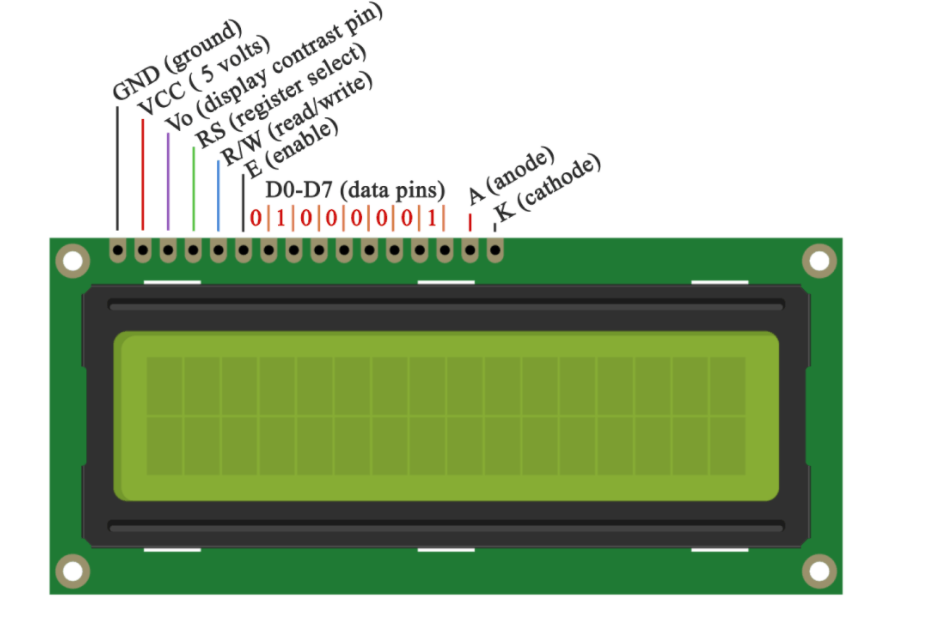 GND (ground)
VCC ( 5 volts)
Vo (display contrast pin)
RS (register select)
R/W (read/write)
E (enable)
D0-D7 (data pins)
0 1 0 0 0 0 0 1
A (anode)
K (cathode)